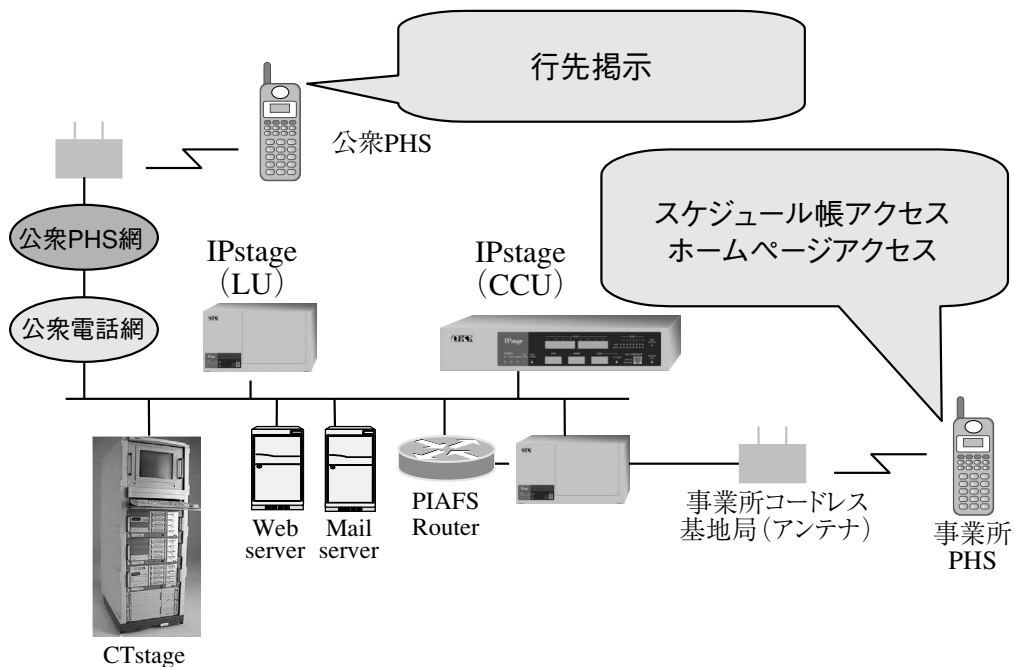 行先掲示
公衆PHS
スケジュール帳アクセス
ホームページアクセス
公衆PHS網
IPstage
（LU）
IPstage
（CCU）
公衆電話網
OKI
IPstage
Web
server
Mail
server
PIAFS
Router
事業所コードレス
基地局（アンテナ）
事業所
PHS
CTstage